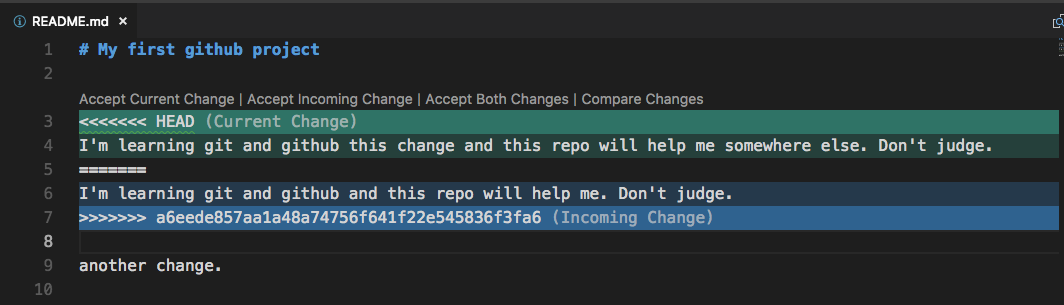 README.md ×
1 # My first github project
2
Accept Current Change | Accept Incoming Change | Accept Both Changes | Compare Changes
3 <<<<<<< HEAD (Current Change)
4 I'm learning git and github this change and this repo will help me somewhere else. Don't judge.
5 =======
6 I'm learning git and github and this repo will help me. Don't judge.
7 >>>>>>> a6eede857aa1a48a74756f641f22e545836f3fa6 (Incoming Change)
8
9 another change.
10